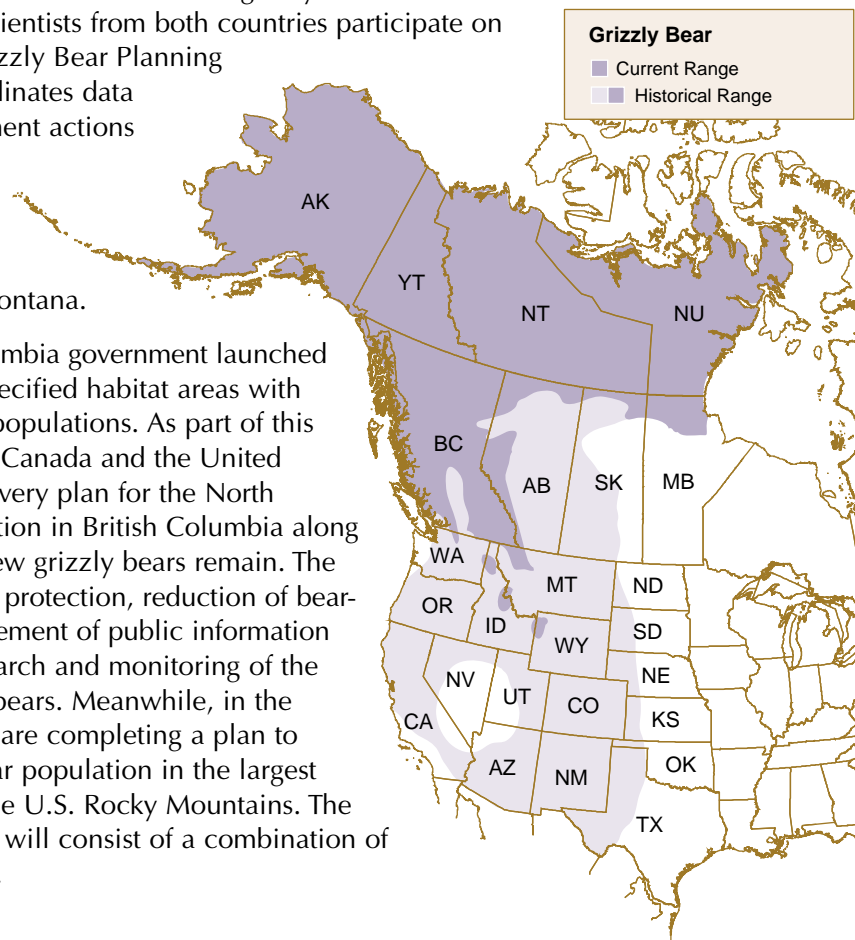 ientists from both countries participate on
zzly Bear Planning
linates data
ment actions
ontana.
umbia government launched
pecified habitat areas with
populations. As part of this
Canada and the United
very plan for the North
tion in British Columbia along
ew grizzly bears remain. The
protection, reduction of bear-
ement of public information
arch and monitoring of the
bears. Meanwhile, in the
are completing a plan to
ar population in the largest
e U.S. Rocky Mountains. The
will consist of a combination of
Grizzly Bear
Current Range
Historical Range
AK
YT
NT
NU
BC
AB
SK
MB
WA
MT
ND
OR
ID
SD
WY
NE
NV
UT
CO
KS
CA
AZ
NM
OK
TX